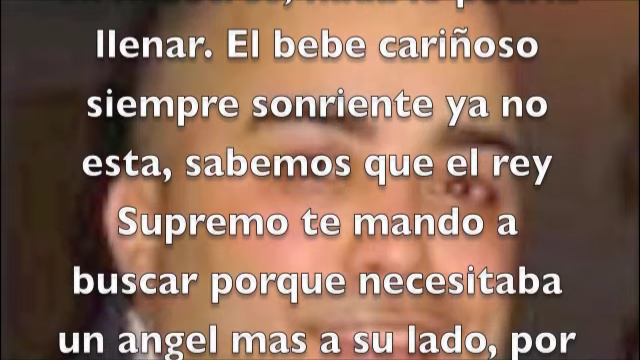 llenar. El bebe cariñoso
siempre sonriente ya no
esta, sabemos que el rey
Supremo te mando a
buscar porque necesitaba
un angel mas a su lado, por